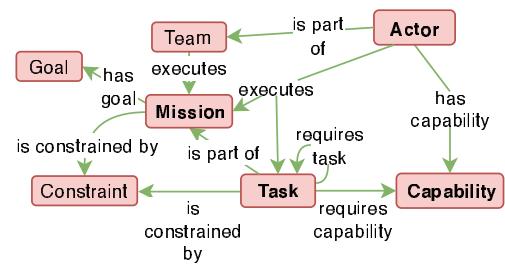 is part
of
Actor
Team
Goal
executes
has
goal
executes
Mission
has
capability
is constrained by
is part of
requires
task
Constraint
Task
Capability
is
constrained
by
requires
capability